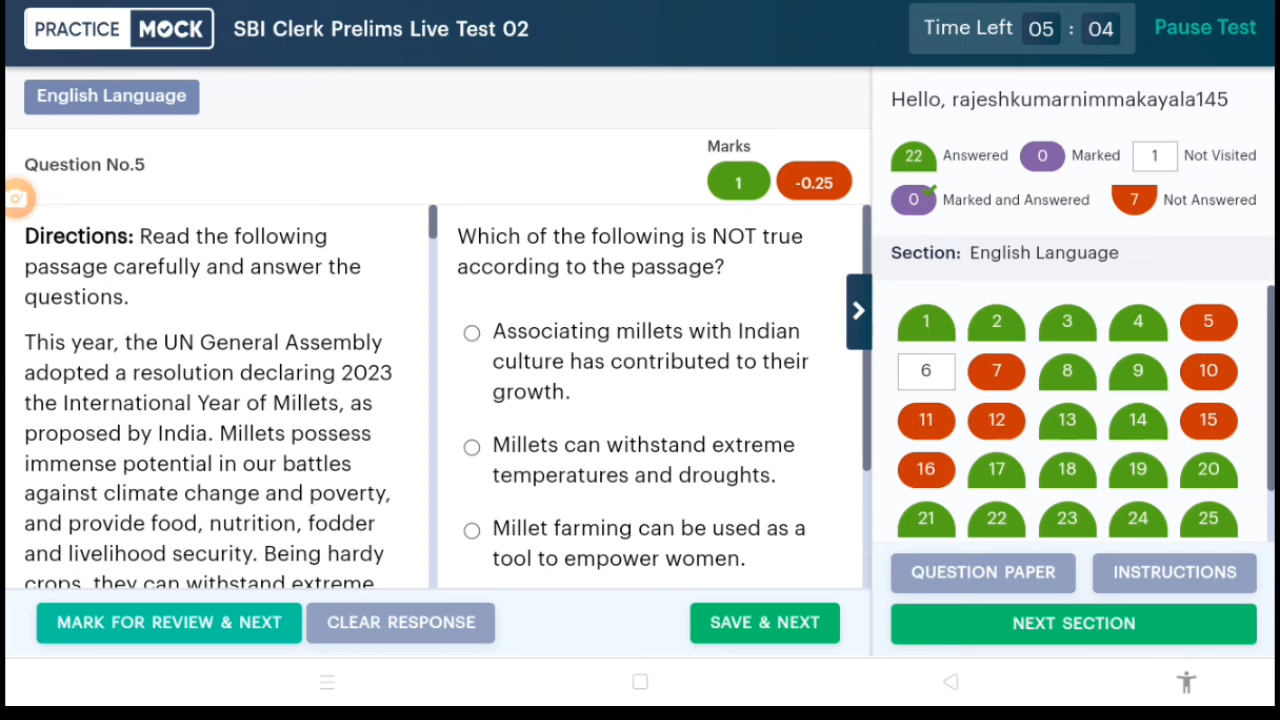 PRACTICE MOCK
SBI Clerk Prelims Live Test 02
Time Left 05 : 04
Pause Test
English Language
Question No.5
Marks
1
-0.25
Directions: Read the following
passage carefully and answer the
questions.
This year, the UN General Assembly
adopted a resolution declaring 2023
the International Year of Millets, as
proposed by India. Millets possess
immense potential in our battles
against climate change and poverty,
and provide food, nutrition, fodder
and livelihood security. Being hardy
crops, they can withstand extreme
Which of the following is NOT true
according to the passage?
Associating millets with Indian
culture has contributed to their
growth.
Millets can withstand extreme
temperatures and droughts.
Millet farming can be used as a
tool to empower women.
MARK FOR REVIEW & NEXT
CLEAR RESPONSE
SAVE & NEXT
Hello, rajeshkumarnimmakayala145
22 Answered 0 Marked 1 Not Visited
0 Marked and Answered 7 Not Answered
Section: English Language
1 2 3 4 5
6 7 8 9 10
11 12 13 14 15
16 17 18 19 20
21 22 23 24 25
QUESTION PAPER
INSTRUCTIONS
NEXT SECTION